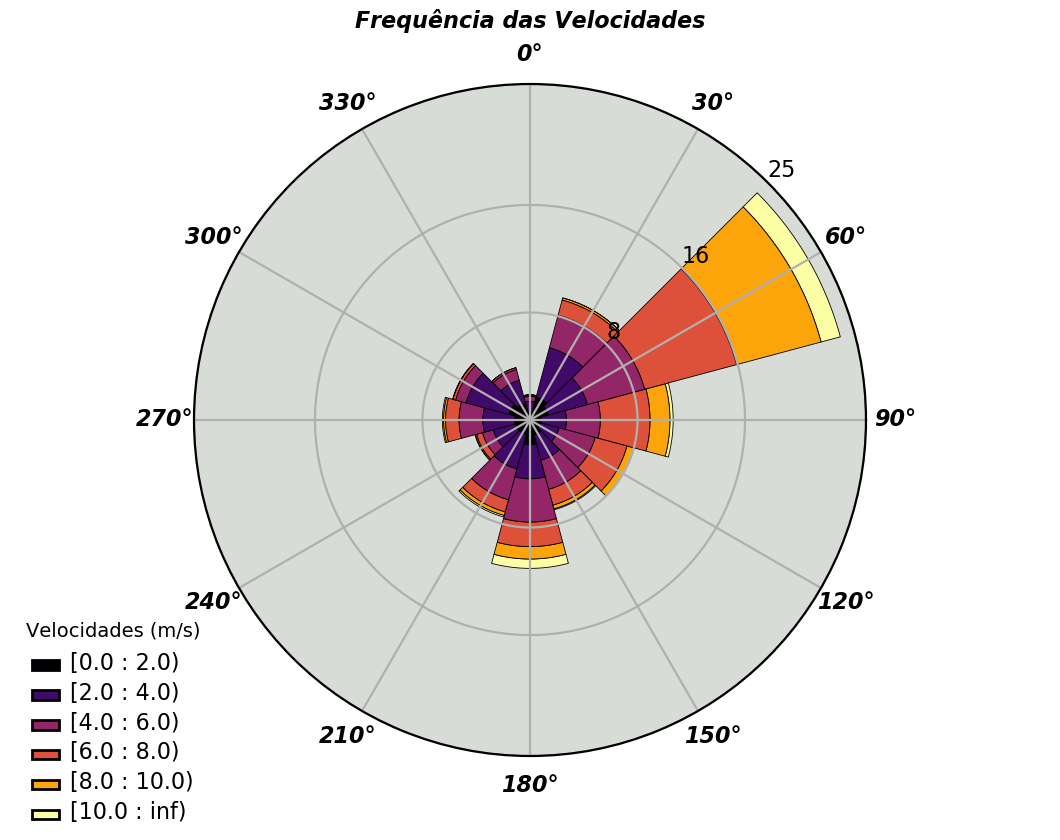 Frequência das Velocidades
0°
330°
30°
25
300°
60°
16
8
270°
90°
240°
120°
Velocidades (m/s)
[0.0 : 2.0)
[2.0 : 4.0)
[4.0 : 6.0)
210°
150°
[6.0 : 8.0)
180°
[8.0 : 10.0)
[10.0 : inf)